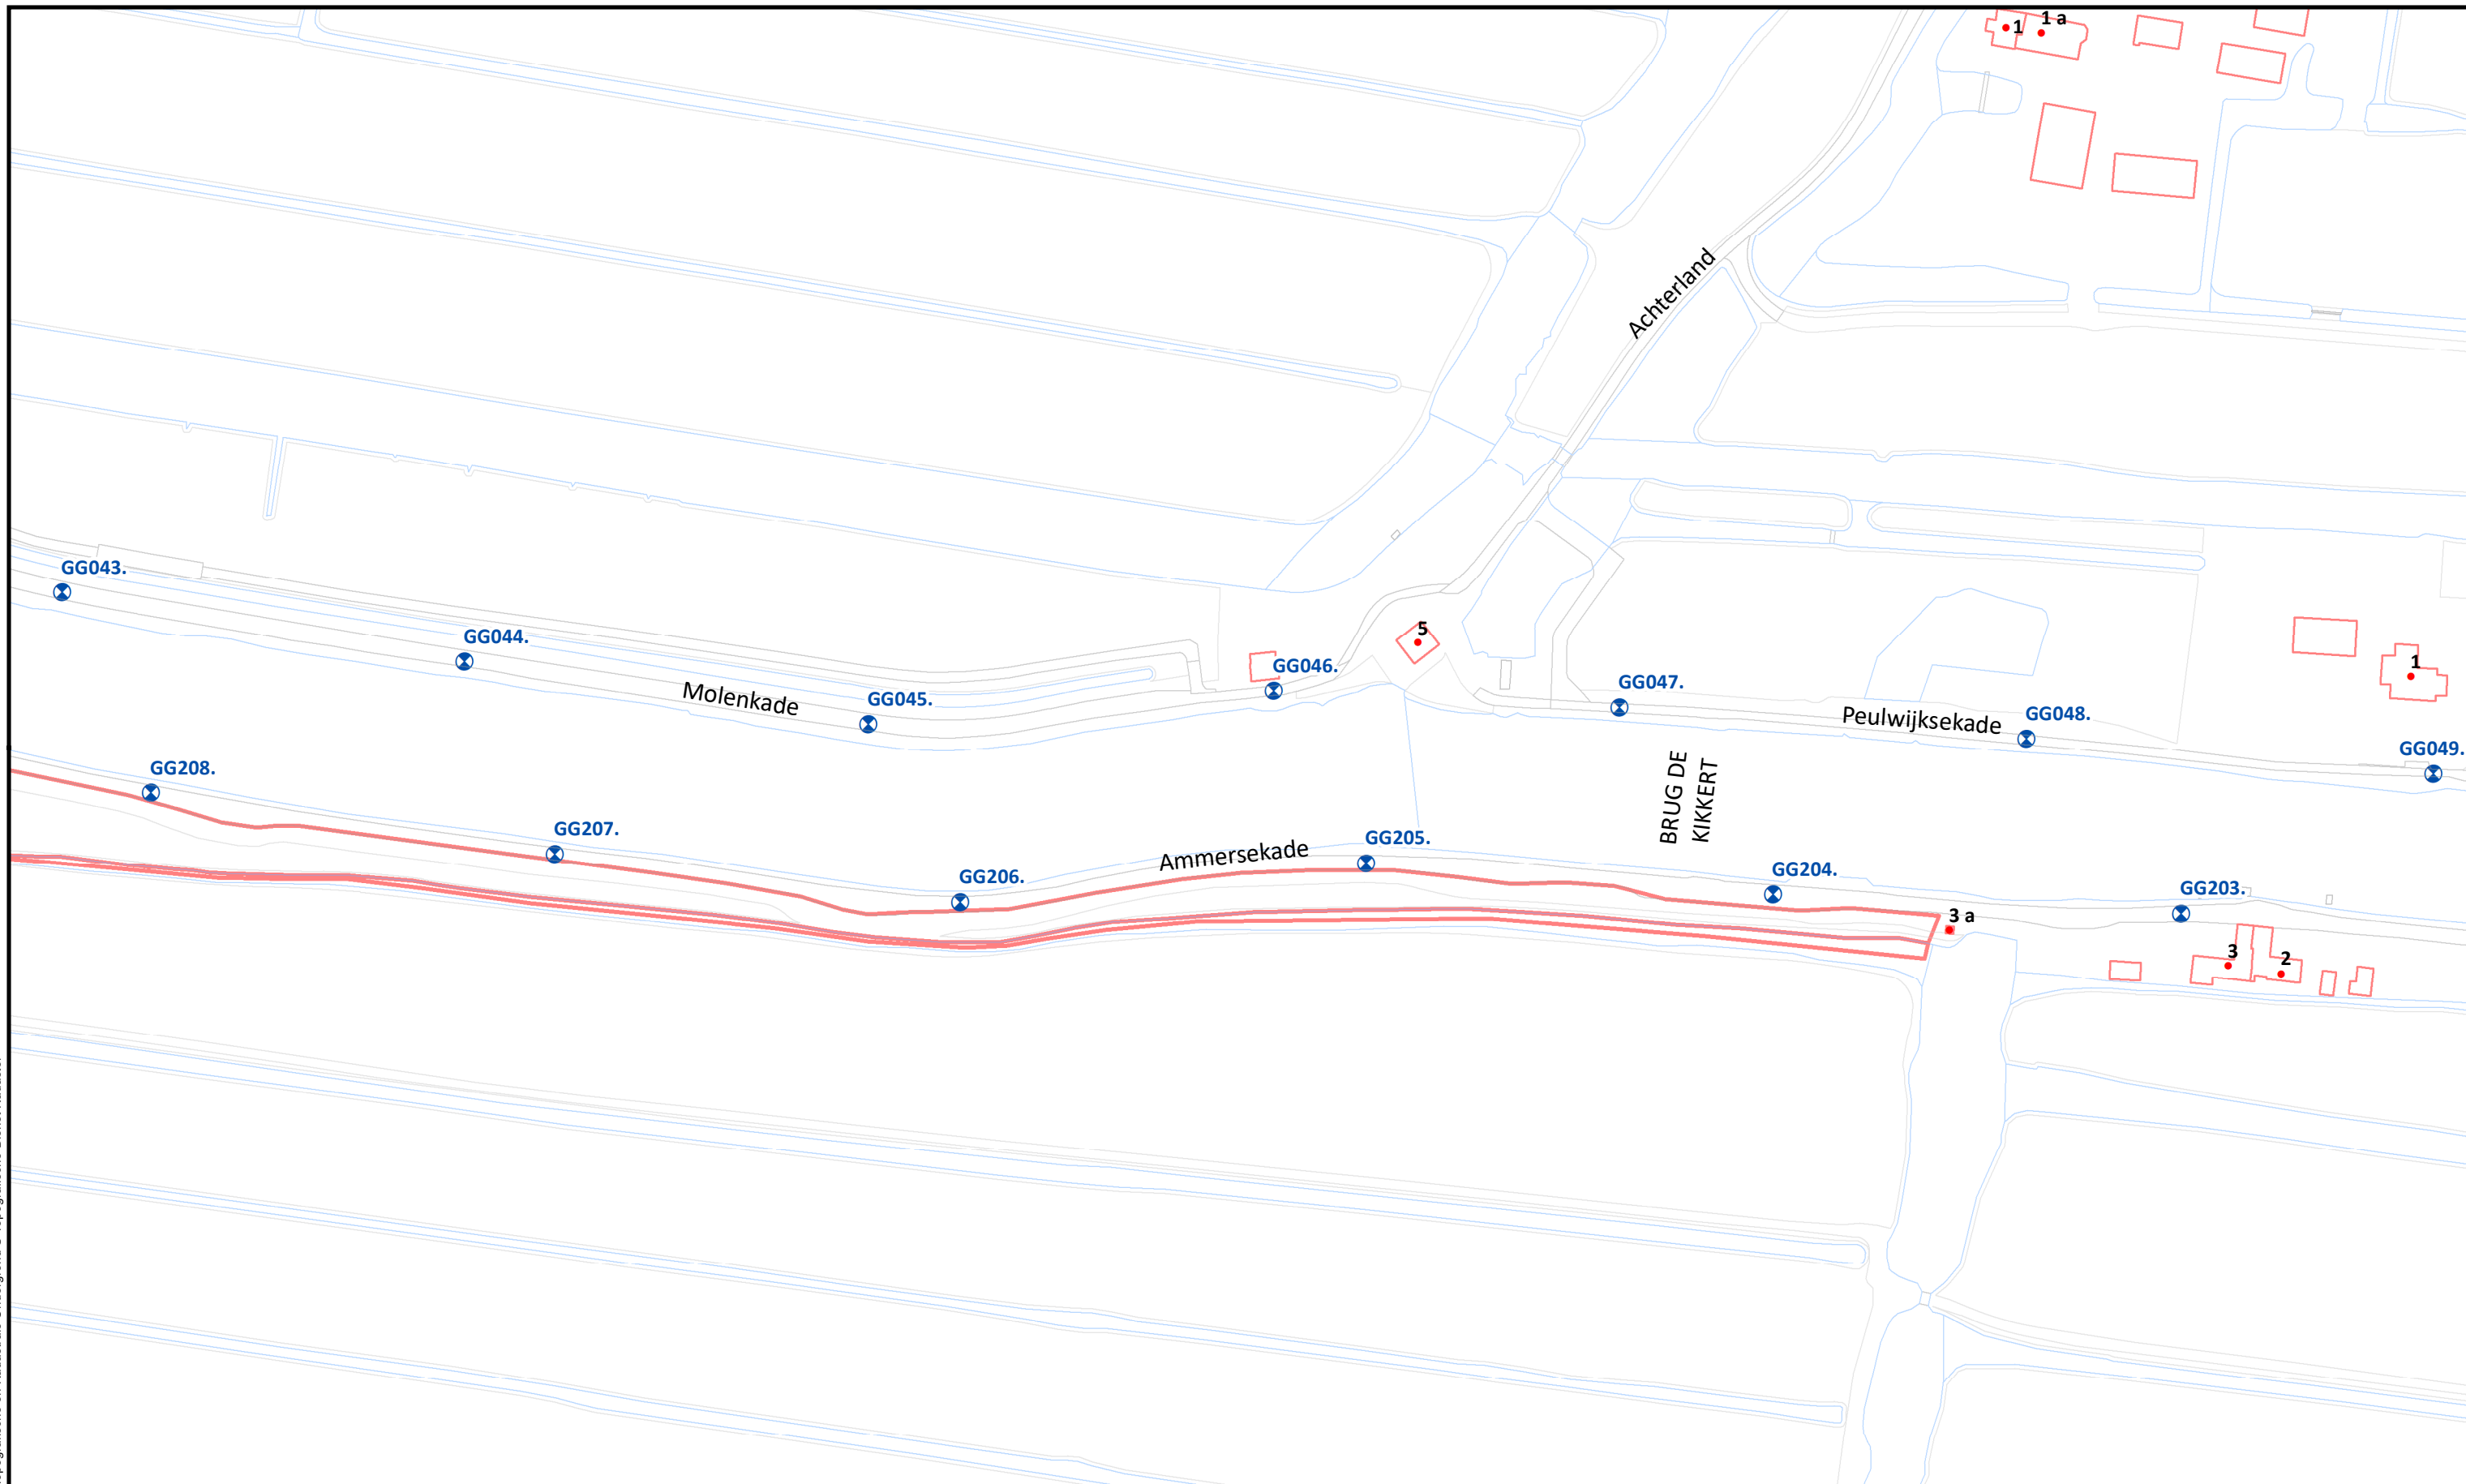 1
1 a
Achterland
GG043.
GG044.
5
GG046.
1
Molenkade
GG045.
GG047.
Peulwijksekade
GG048.
GG049.
BRUG DE
KIKKERT
GG208.
GG207.
Ammersekade
GG205.
GG206.
GG204.
GG203.
3 a
3
2